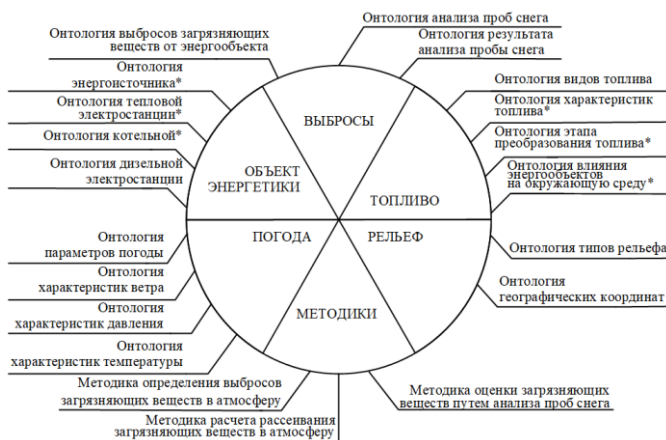 Онтология анализа проб снега
Онтология выбросов загрязняющих
веществ от энергообъекта
Онтология результата
анализа пробы снега
Онтология
энергоисточника*
Онтология тепловой
электростанции*
Онтология котельной*
Онтология дизельной
электростанции
Онтология видов топлива
Онтология характеристик
топлива*
Онтология этапа
преобразования топлива*
Онтология влияния
энергообъектов
на окружающую среду*
ВЫБРОСЫ
ОБЪЕКТ
ЭНЕРГЕТИКИ
ТОПЛИВО
ПОГОДА
РЕЛЬЕФ
МЕТОДИКИ
Онтология
параметров погоды
Онтология
характеристик ветра
Онтология
характеристик давления
Онтология
характеристик температуры
Онтология типов рельефа
Онтология
географических координат
Методика определения выбросов
загрязняющих веществ в атмосферу
Методика расчета рассеивания
загрязняющих веществ в атмосферу
Методика оценки загрязняющих
веществ путем анализа проб снега